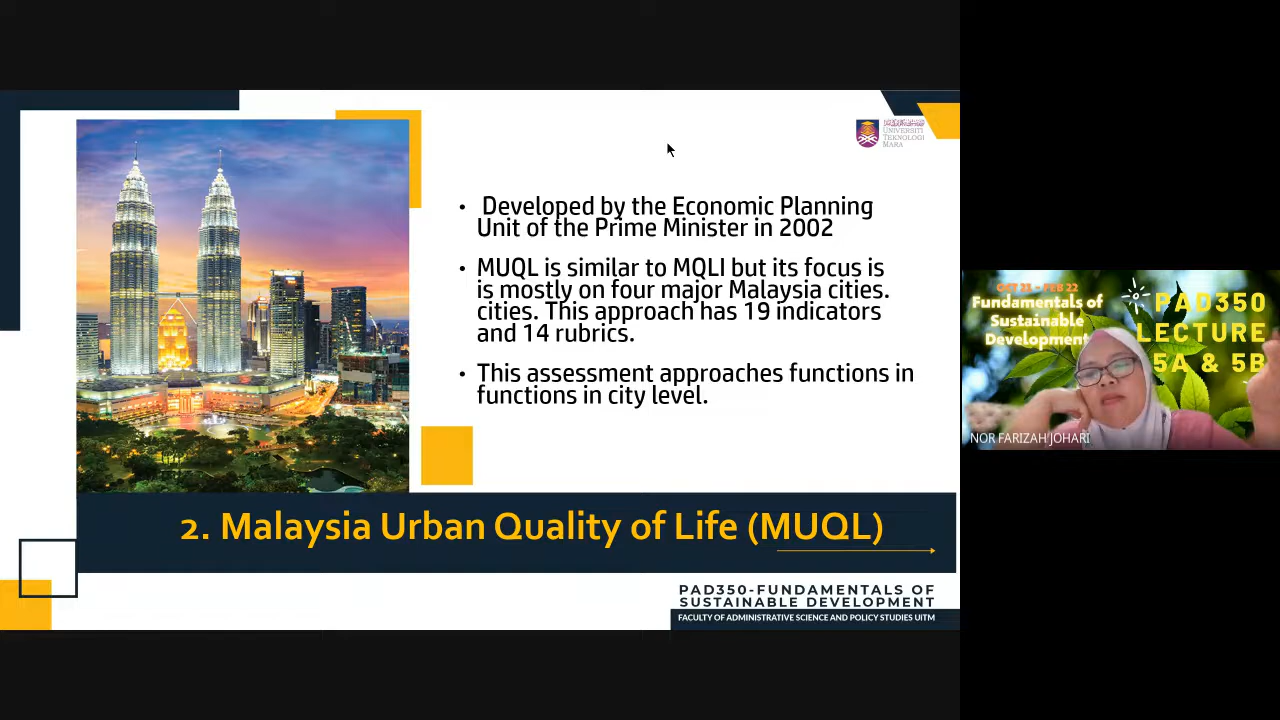 UNIVERSITI
TEKNOLOGI
MARA
• Developed by the Economic Planning
Unit of the Prime Minister in 2002
• MUQL is similar to MQLI but its focus is
is mostly on four major Malaysia cities.
cities. This approach has 19 indicators
and 14 rubrics.
• This assessment approaches functions in
functions in city level.
2. Malaysia Urban Quality of Life (MUQL)
PAD350-FUNDAMENTALS OF
SUSTAINABLE DEVELOPMENT
FACULTY OF ADMINISTRATIVE SCIENCE AND POLICY STUDIES UITM
Fundamentals of
Sustainable
Development
PAD350
LECTURE
5A & 5B
NOR FARIZAH JOHARI